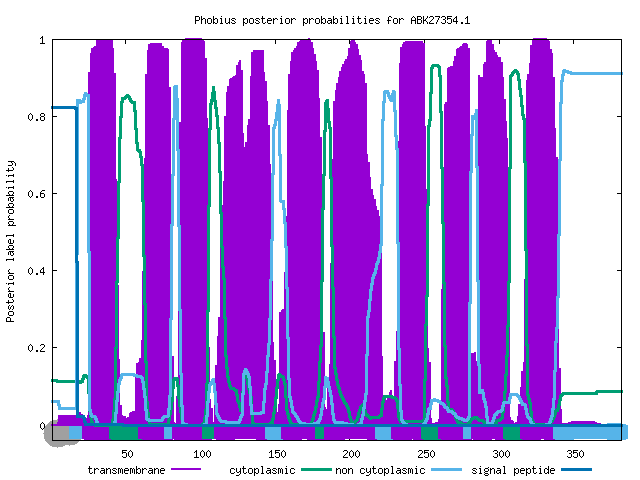 Phobius posterior probabilities for ABK27354.1
Posterior label probability
1
0.8
0.6
0.4
0.2
0
50 100 150 200 250 300 350
transmembrane cytoplasmic non cytoplasmic signal peptide